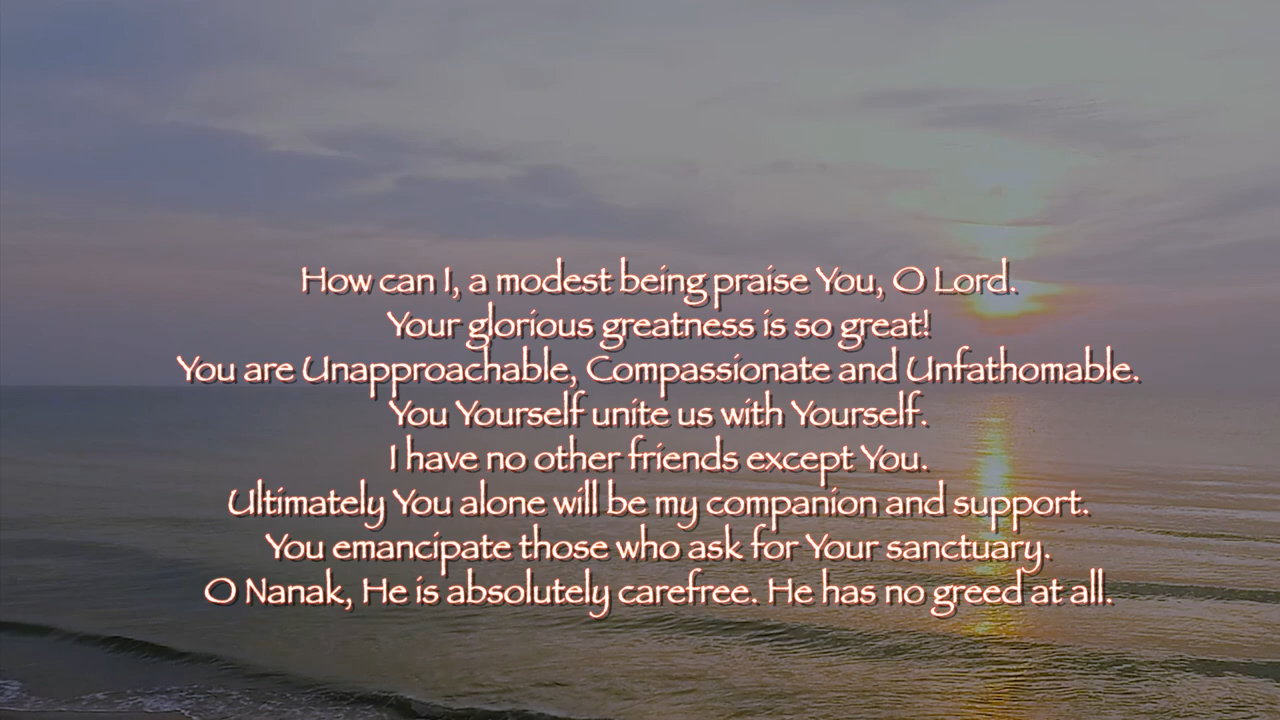 How can I, a modest being praise You, O Lord.
Your glorious greatness is so great!
You are Unapproachable, Compassionate and Unfathomable.
You Yourself unite us with Yourself.
I have no other friends except You.
Ultimately You alone will be my companion and support.
You emancipate those who ask for Your sanctuary.
O Nanak, He is absolutely carefree. He has no greed at all.